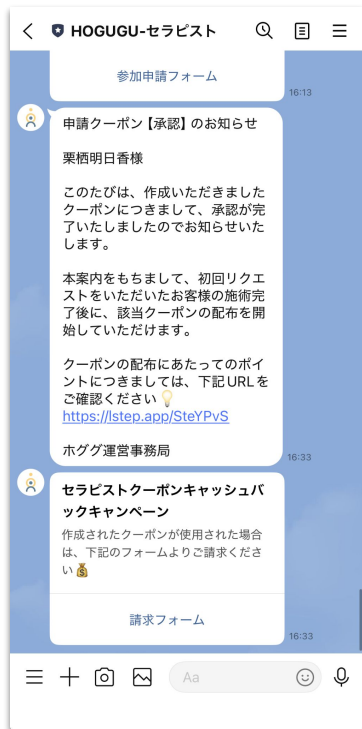 HOGUGU-セラピスト
参加申請フォーム
16:13
申請クーポン【承認】のお知らせ
栗栖明日香様
このたびは、作成いただきました
クーポンにつきまして、承認が完
了いたしましたのでお知らせいた
します。
本案内をもちまして、初回リクエ
ストをいただいたお客様の施術完
了後に、該当クーポンの配布を開
始していただけます。
クーポンの配布にあたってのポイ
ントにつきましては、下記URLを
ご確認ください💡
https://lstep.app/SteYPvS
ホググ運営事務局
16:33
セラピストクーポンキャッシュバ
ックキャンペーン
作成されたクーポンが使用された場合
は、下記のフォームよりご請求くださ
い💰
請求フォーム
16:33
Aa